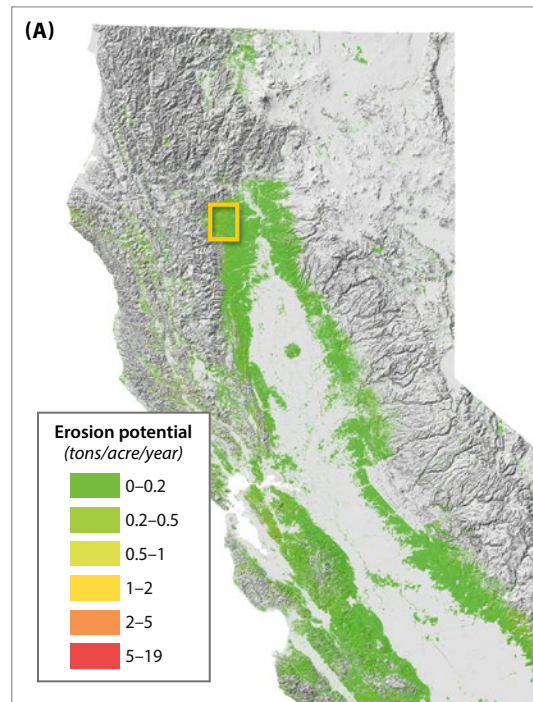 (A)
Erosion potential
(tons/acre/year)
0–0.2
0.2–0.5
0.5–1
1–2
2–5
5–19